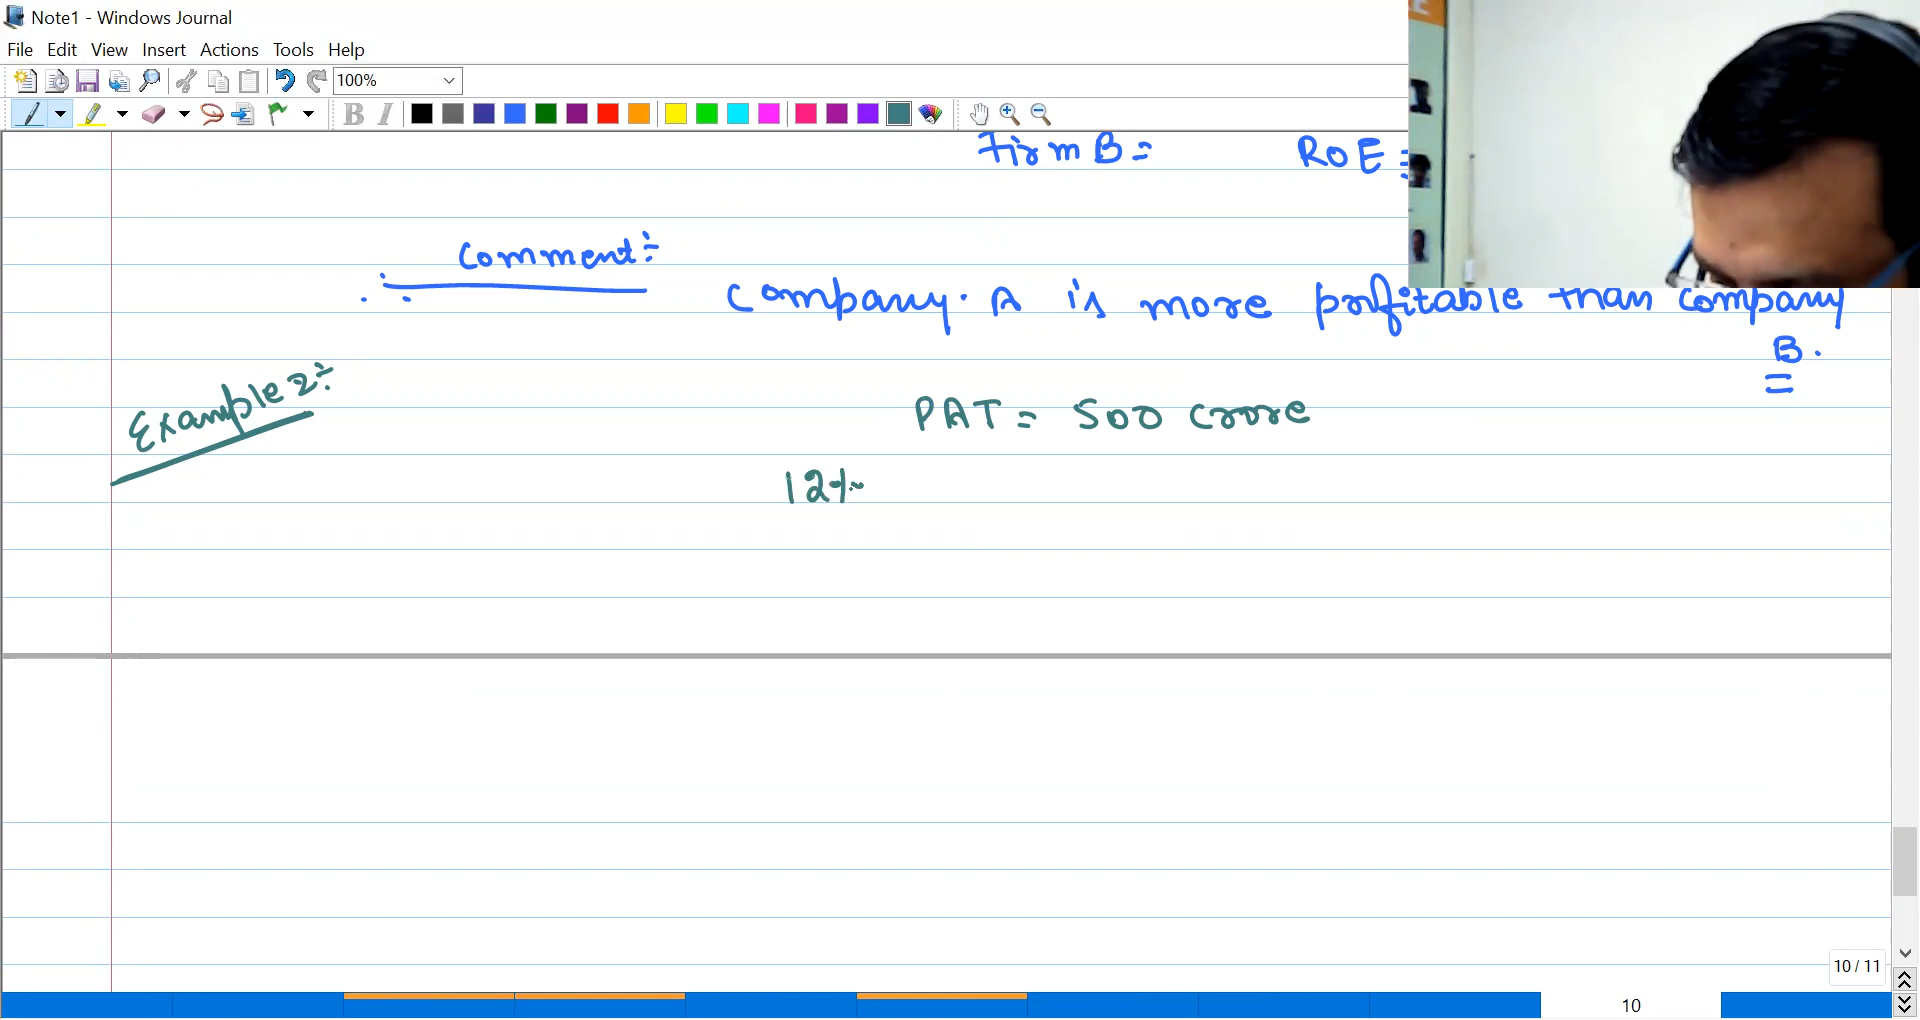 Note1 - Windows Journal
File Edit View Insert Actions Tools Help
100%
B I
Firm B = ROE =
Comment :-
Company. A is more profitable than company
B.
Example 2 :-
PAT = 500 crore
12%
10 / 11
10